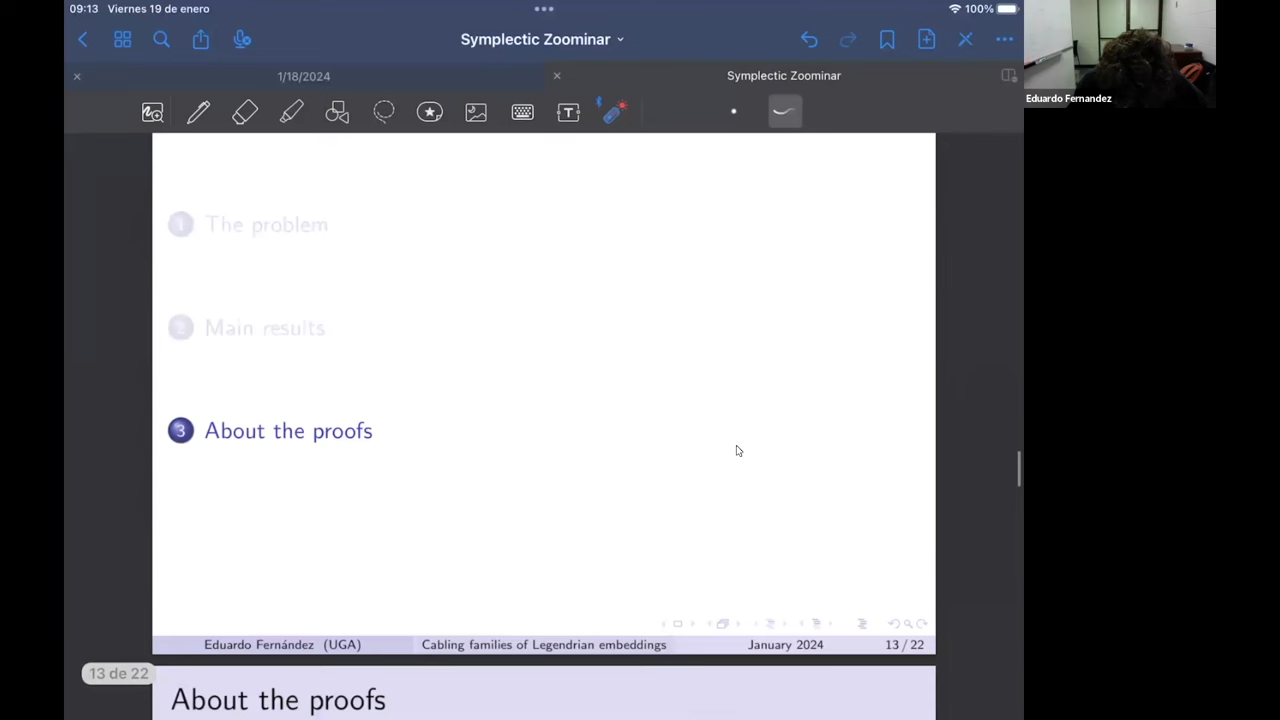 09:13 Viernes 19 de enero
100%
Symplectic Zoominar
1/18/2024
Symplectic Zoominar
Eduardo Fernandez
1 The problem
2 Main results
3 About the proofs
Eduardo Fernández (UGA) Cabling families of Legendrian embeddings January 2024 13 / 22
13 de 22
About the proofs